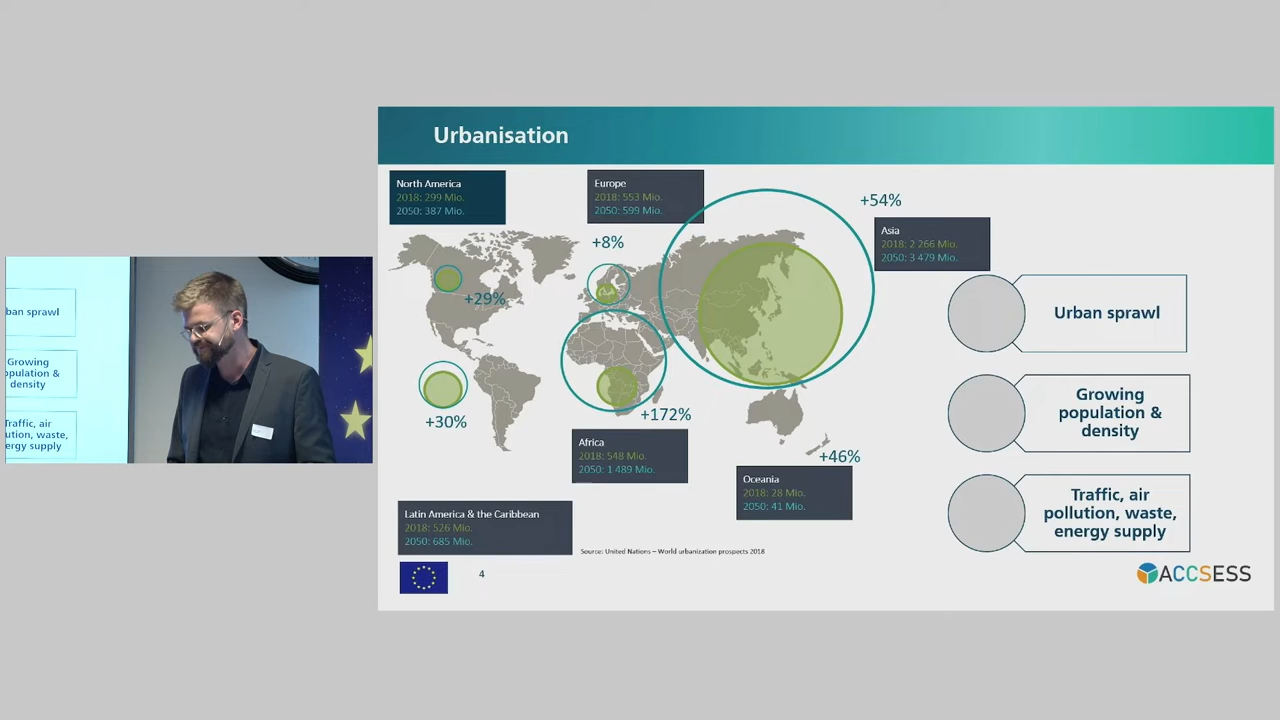 Urbanisation
North America
2018: 299 Mio.
2050: 387 Mio.
Europe
2018: 553 Mio.
2050: 599 Mio.
+54%
Asia
2018: 2 266 Mio.
2050: 3 479 Mio.
+8%
+29%
+30%
+172%
Africa
2018: 548 Mio.
2050: 1 489 Mio.
+46%
Oceania
2018: 28 Mio.
2050: 41 Mio.
Latin America & the Caribbean
2018: 526 Mio.
2050: 685 Mio.
Source: United Nations – World urbanization prospects 2018
4
Urban sprawl
Growing
population &
density
Traffic, air
pollution, waste,
energy supply
ACCSESS
ban sprawl
Growing
opulation &
density
Traffic, air
ution, waste,
ergy supply